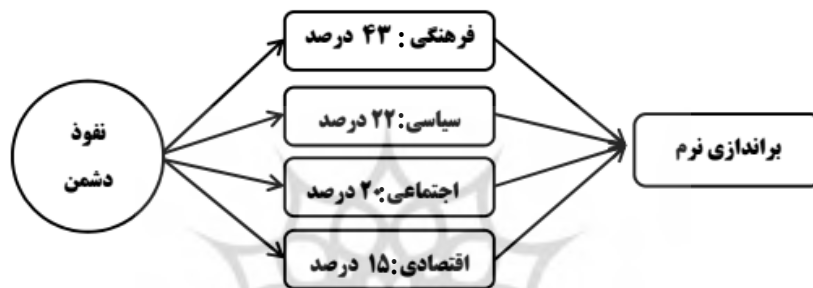 فرهنگی: ۴۳ درصد
سیاسی: ۲۲ درصد
اجتماعی: ۲۰ درصد
اقتصادی: ۱۵ درصد
نفوذ
دشمن
براندازی نرم